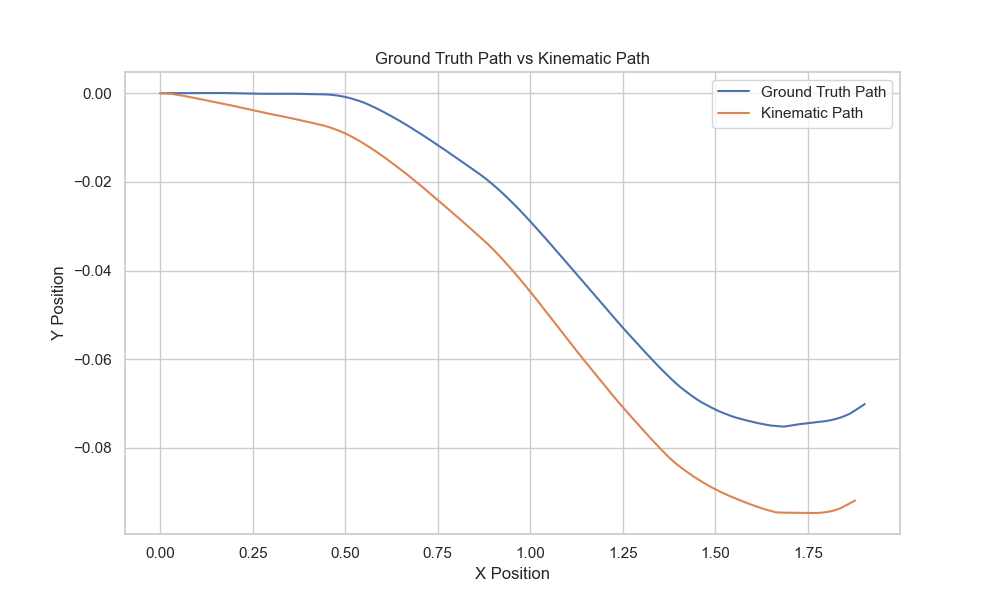 Ground Truth Path vs Kinematic Path
Ground Truth Path
Kinematic Path
0.00
−0.02
−0.04
−0.06
−0.08
Y Position
0.00 0.25 0.50 0.75 1.00 1.25 1.50 1.75
X Position